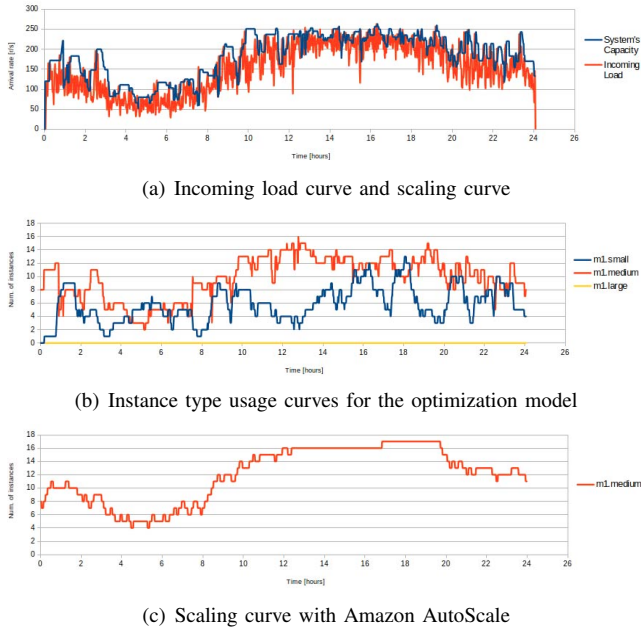 300
250
200
150
100
50
0
Arrival rate [r/s]
0 2 4 6 8 10 12 14 16 18 20 22 24 26
Time [hours]
System's
Capacity
Incoming
Load
(a) Incoming load curve and scaling curve
18
16
14
12
10
8
6
4
2
0
Num. of instances
0 2 4 6 8 10 12 14 16 18 20 22 24 26
Time [hours]
m1.small
m1.medium
m1.large
(b) Instance type usage curves for the optimization model
18
16
14
12
10
8
6
4
2
0
Num. of instances
0 2 4 6 8 10 12 14 16 18 20 22 24 26
Time [hours]
m1.medium
(c) Scaling curve with Amazon AutoScale